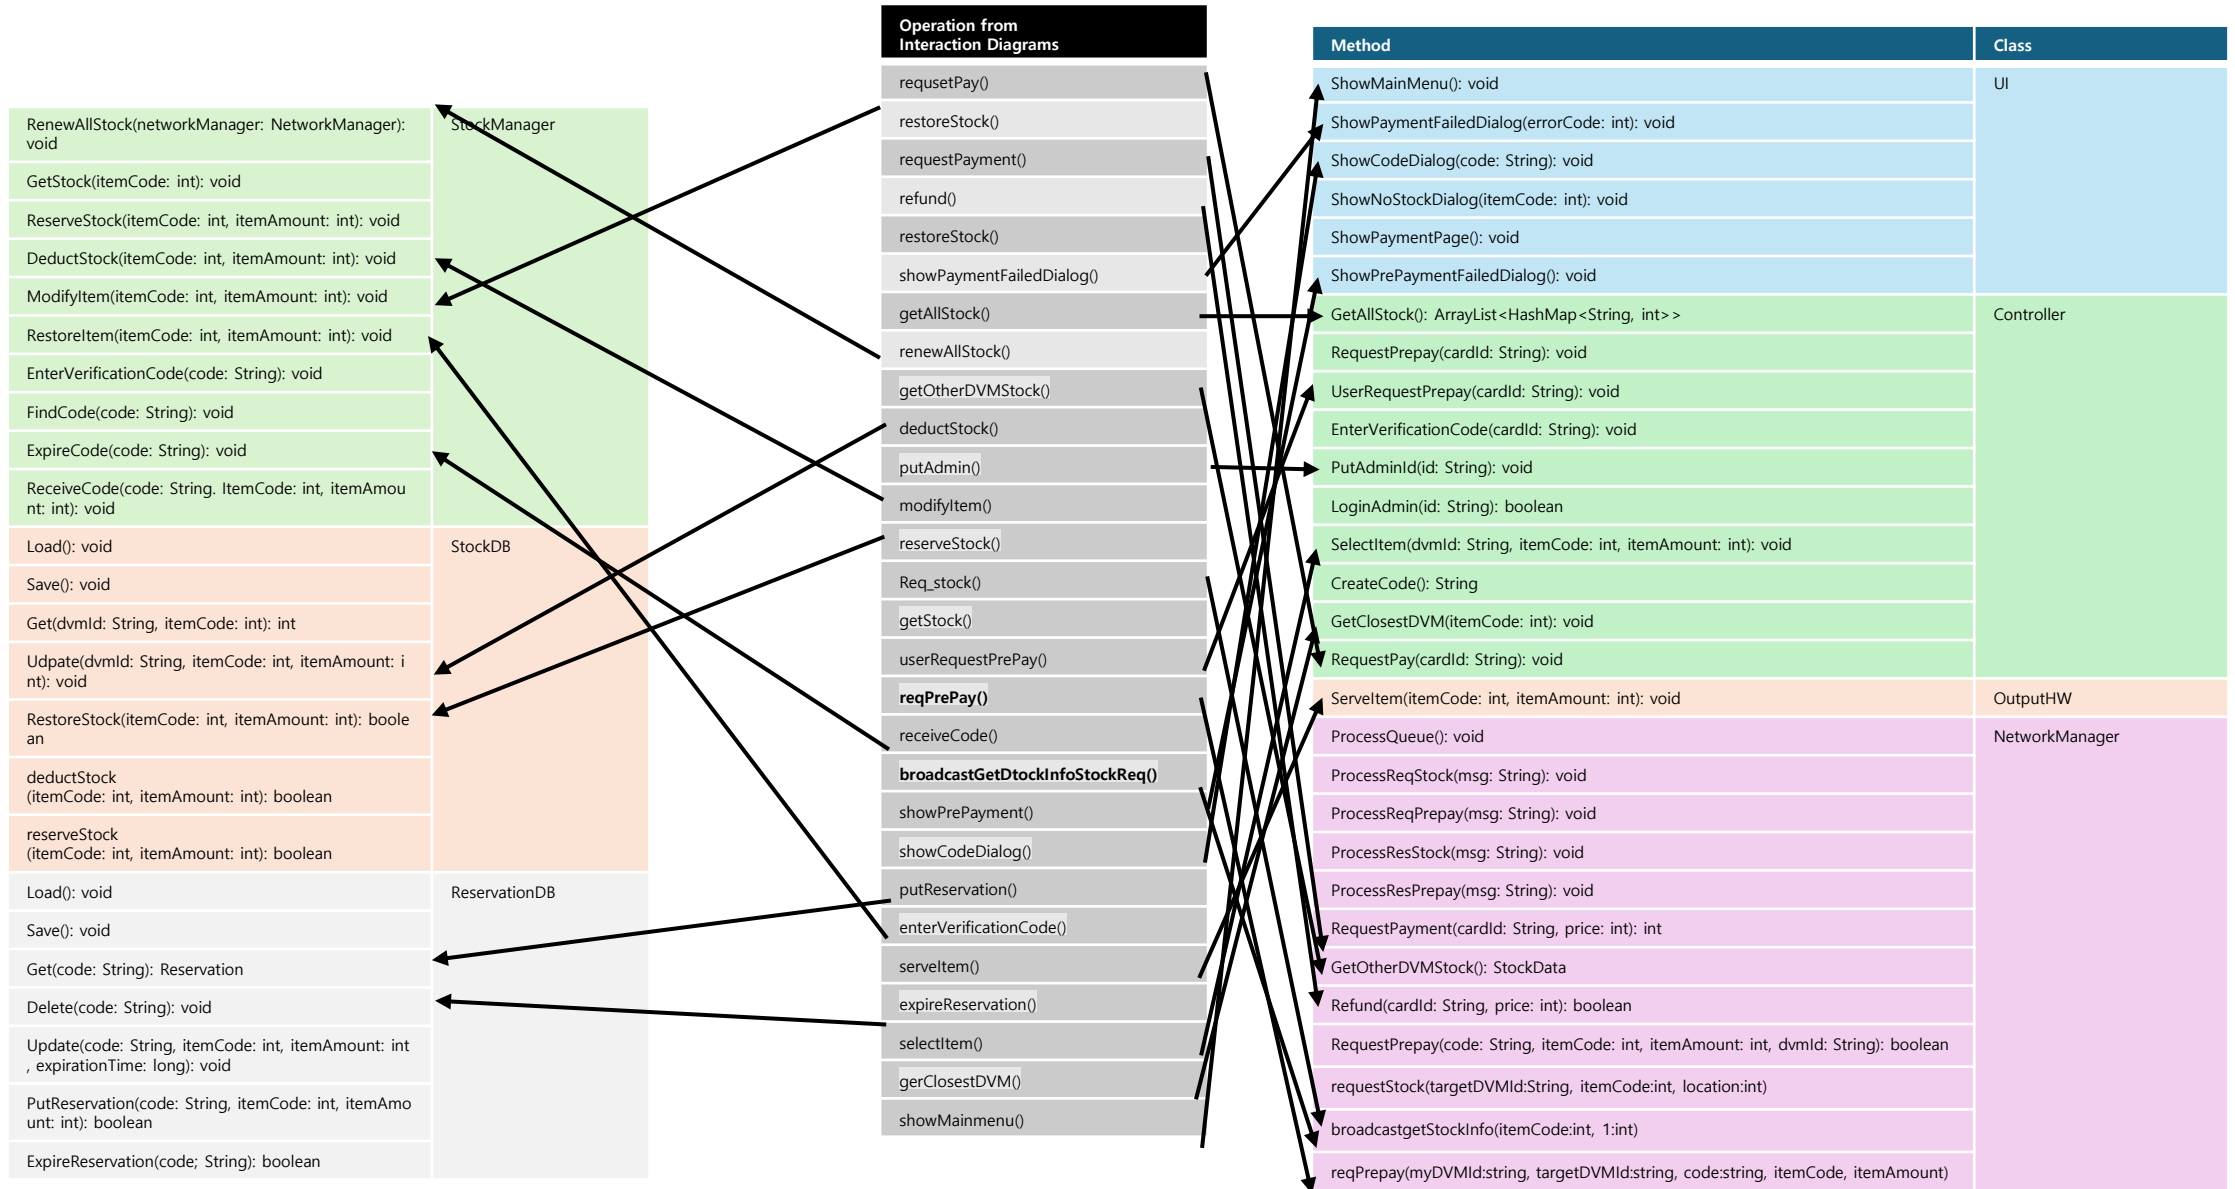 RenewAllStock(networkManager: NetworkManager):
void
StockManager
GetStock(itemCode: int): void
ReserveStock(itemCode: int, itemAmount: int): void
DeductStock(itemCode: int, itemAmount: int): void
ModifyItem(itemCode: int, itemAmount: int): void
RestoreItem(itemCode: int, itemAmount: int): void
EnterVerificationCode(code: String): void
FindCode(code: String): void
ExpireCode(code: String): void
ReceiveCode(code: String. ItemCode: int, itemAmou
nt: int): void
Load(): void
StockDB
Save(): void
Get(dvmId: String, itemCode: int): int
Udpate(dvmId: String, itemCode: int, itemAmount: i
nt): void
RestoreStock(itemCode: int, itemAmount: int): boole
an
deductStock
(itemCode: int, itemAmount: int): boolean
reserveStock
(itemCode: int, itemAmount: int): boolean
Load(): void
ReservationDB
Save(): void
Get(code: String): Reservation
Delete(code: String): void
Update(code: String, itemCode: int, itemAmount: int
, expirationTime: long): void
PutReservation(code: String, itemCode: int, itemAmo
unt: int): boolean
ExpireReservation(code; String): boolean
Operation from
Interaction Diagrams
requsetPay()
restoreStock()
requestPayment()
refund()
restoreStock()
showPaymentFailedDialog()
getAllStock()
renewAllStock()
getOtherDVMStock()
deductStock()
putAdmin()
modifyItem()
reserveStock()
Req_stock()
getStock()
userRequestPrePay()
reqPrePay()
receiveCode()
broadcastGetDtockInfoStockReq()
showPrePayment()
showCodeDialog()
putReservation()
enterVerificationCode()
serveItem()
expireReservation()
selectItem()
gerClosestDVM()
showMainmenu()
Method
Class
ShowMainMenu(): void
UI
ShowPaymentFailedDialog(errorCode: int): void
ShowCodeDialog(code: String): void
ShowNoStockDialog(itemCode: int): void
ShowPaymentPage(): void
ShowPrePaymentFailedDialog(): void
GetAllStock(): ArrayList<HashMap<String, int>>
Controller
RequestPrepay(cardId: String): void
UserRequestPrepay(cardId: String): void
EnterVerificationCode(cardId: String): void
PutAdminId(id: String): void
LoginAdmin(id: String): boolean
SelectItem(dvmId: String, itemCode: int, itemAmount: int): void
CreateCode(): String
GetClosestDVM(itemCode: int): void
RequestPay(cardId: String): void
ServeItem(itemCode: int, itemAmount: int): void
OutputHW
ProcessQueue(): void
NetworkManager
ProcessReqStock(msg: String): void
ProcessReqPrepay(msg: String): void
ProcessResStock(msg: String): void
ProcessResPrepay(msg: String): void
RequestPayment(cardId: String, price: int): int
GetOtherDVMStock(): StockData
Refund(cardId: String, price: int): boolean
RequestPrepay(code: String, itemCode: int, itemAmount: int, dvmId: String): boolean
requestStock(targetDVMId:String, itemCode:int, location:int)
broadcastgetStockInfo(itemCode:int, 1:int)
reqPrepay(myDVMId:string, targetDVMId:string, code:string, itemCode, itemAmount)